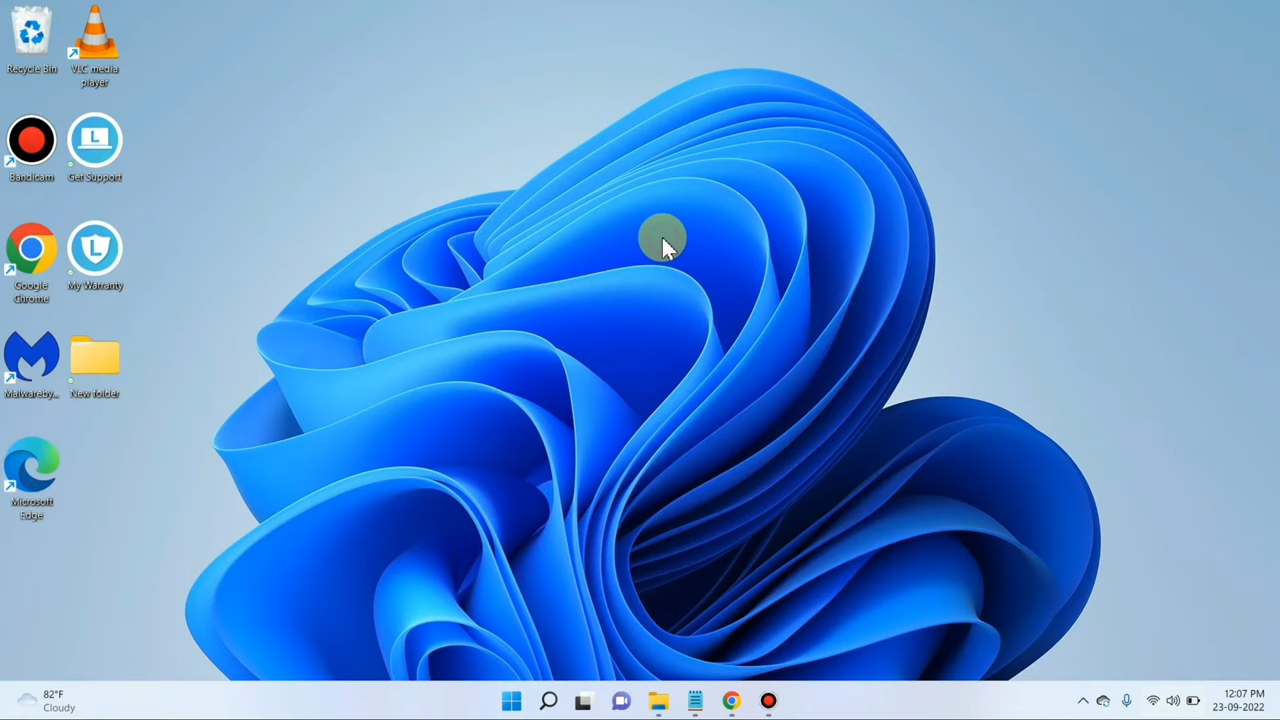 Recycle Bin
VLC media
player
Bandicam
Get Support
Google
Chrome
My Warranty
Malwareby...
New folder
Microsoft
Edge
82°F
Cloudy
12:07 PM
23-09-2022